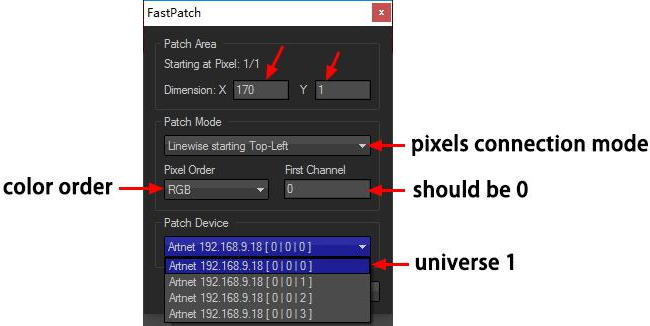 FastPatch x
Patch Area
Starting at Pixel: 1/1
Dimension: X 170 Y 1
Patch Mode
Linewise starting Top-Left
pixels connection mode
Pixel Order First Channel
color order
RGB 0
should be 0
Patch Device
Artnet 192.168.9.18 [ 0 | 0 | 0 ]
Artnet 192.168.9.18 [ 0 | 0 | 0 ]
universe 1
Artnet 192.168.9.18 [ 0 | 0 | 1 ]
Artnet 192.168.9.18 [ 0 | 0 | 2 ]
Artnet 192.168.9.18 [ 0 | 0 | 3 ]